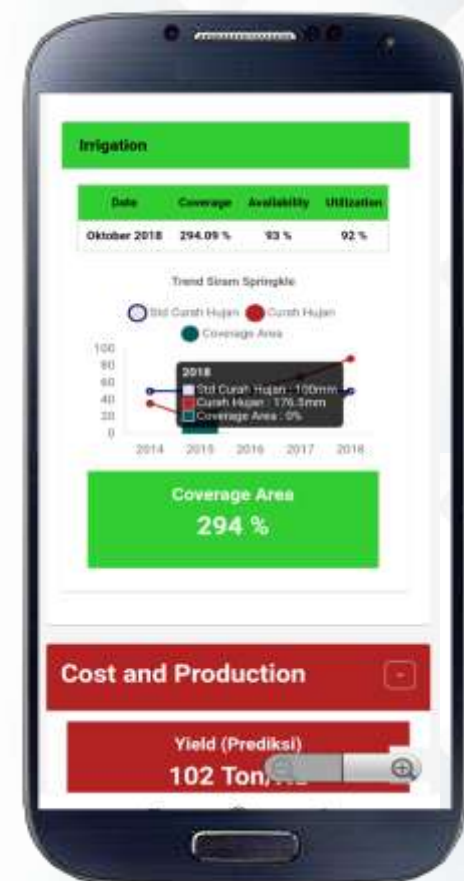 Irrigation
Date Coverage Availability Utilization
Oktober 2018 294.09 % 93 % 92 %
Trend Siram Springkle
Std Curah Hujan Curah Hujan
Coverage Area
100
80
60
40
20
0
2018
Std Curah Hujan : 100mm
Curah Hujan : 176.5mm
Coverage Area : 0%
2014 2015 2016 2017 2018
Coverage Area
294 %
Cost and Production
-
Yield (Prediksi)
102 Ton/